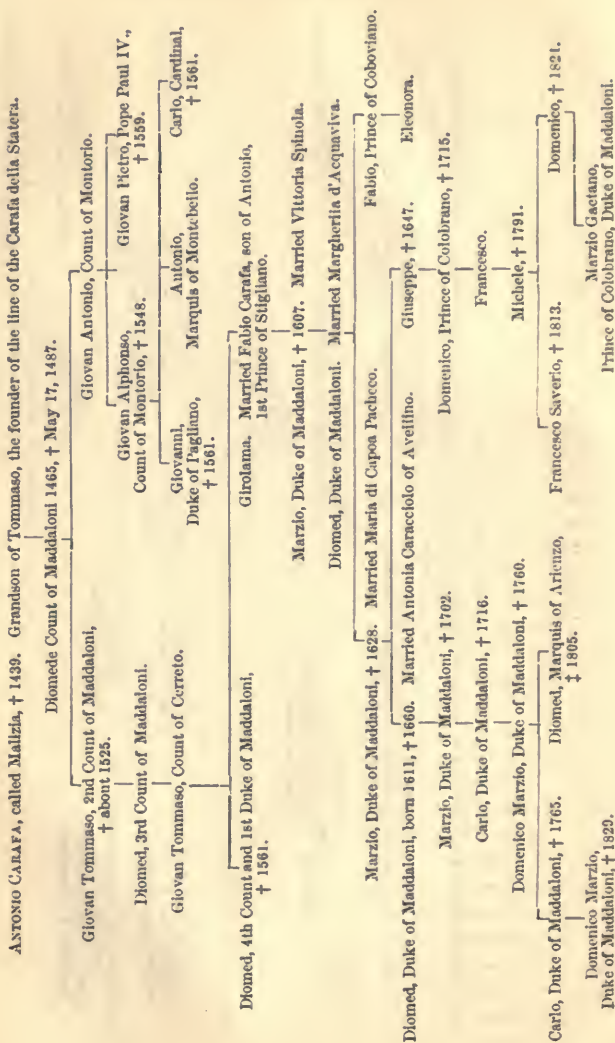 ANTONIO CARAFA, called Malizia, † 1439. Grandson of Tommaso, the founder of the line of the Carafa della Statera.
Diomede Count of Maddaloni 1465, † May 17, 1487.
Giovan Tommaso, 2nd Count of Maddaloni,
† about 1525.
Giovan Antonio, Count of Montorio.
Diomed, 3rd Count of Maddaloni.
Giovan Alphonso,
Count of Montorio, † 1548.
Giovan Pietro, Pope Paul IV.,
† 1559.
Giovan Tommaso, Count of Cerreto.
Giovanni,
Duke of Pagliano,
† 1561.
Antonio,
Marquis of Montebello.
Carlo, Cardinal,
† 1561.
Diomed, 4th Count and 1st Duke of Maddaloni,
† 1561.
Girolama. Married Fabio Carafa, son of Antonio,
1st Prince of Stigliano.
Marzio, Duke of Maddaloni, † 1607. Married Vittoria Spinola.
Diomed, Duke of Maddaloni. Married Margherita d'Acquaviva.
Marzio, Duke of Maddaloni, † 1628. Married Maria di Capoa Pacheco.
Fabio, Prince of Coboviano.
Diomed, Duke of Maddaloni, born 1611, † 1660. Married Antonia Caracciolo of Avellino.
Giuseppe, † 1647.
Eleonora.
Marzio, Duke of Maddaloni, † 1702.
Domenico, Prince of Colobrano, † 1715.
Carlo, Duke of Maddaloni, † 1716.
Francesco.
Domenico Marzio, Duke of Maddaloni, † 1760.
Michele, † 1791.
Carlo, Duke of Maddaloni, † 1765.
Diomed, Marquis of Arienzo,
‡ 1805.
Francesco Saverio, † 1813.
Domenico, † 1821.
Domenico Marzio,
Duke of Maddaloni, † 1829.
Marzio Gaetano,
Prince of Colobrano, Duke of Maddaloni.